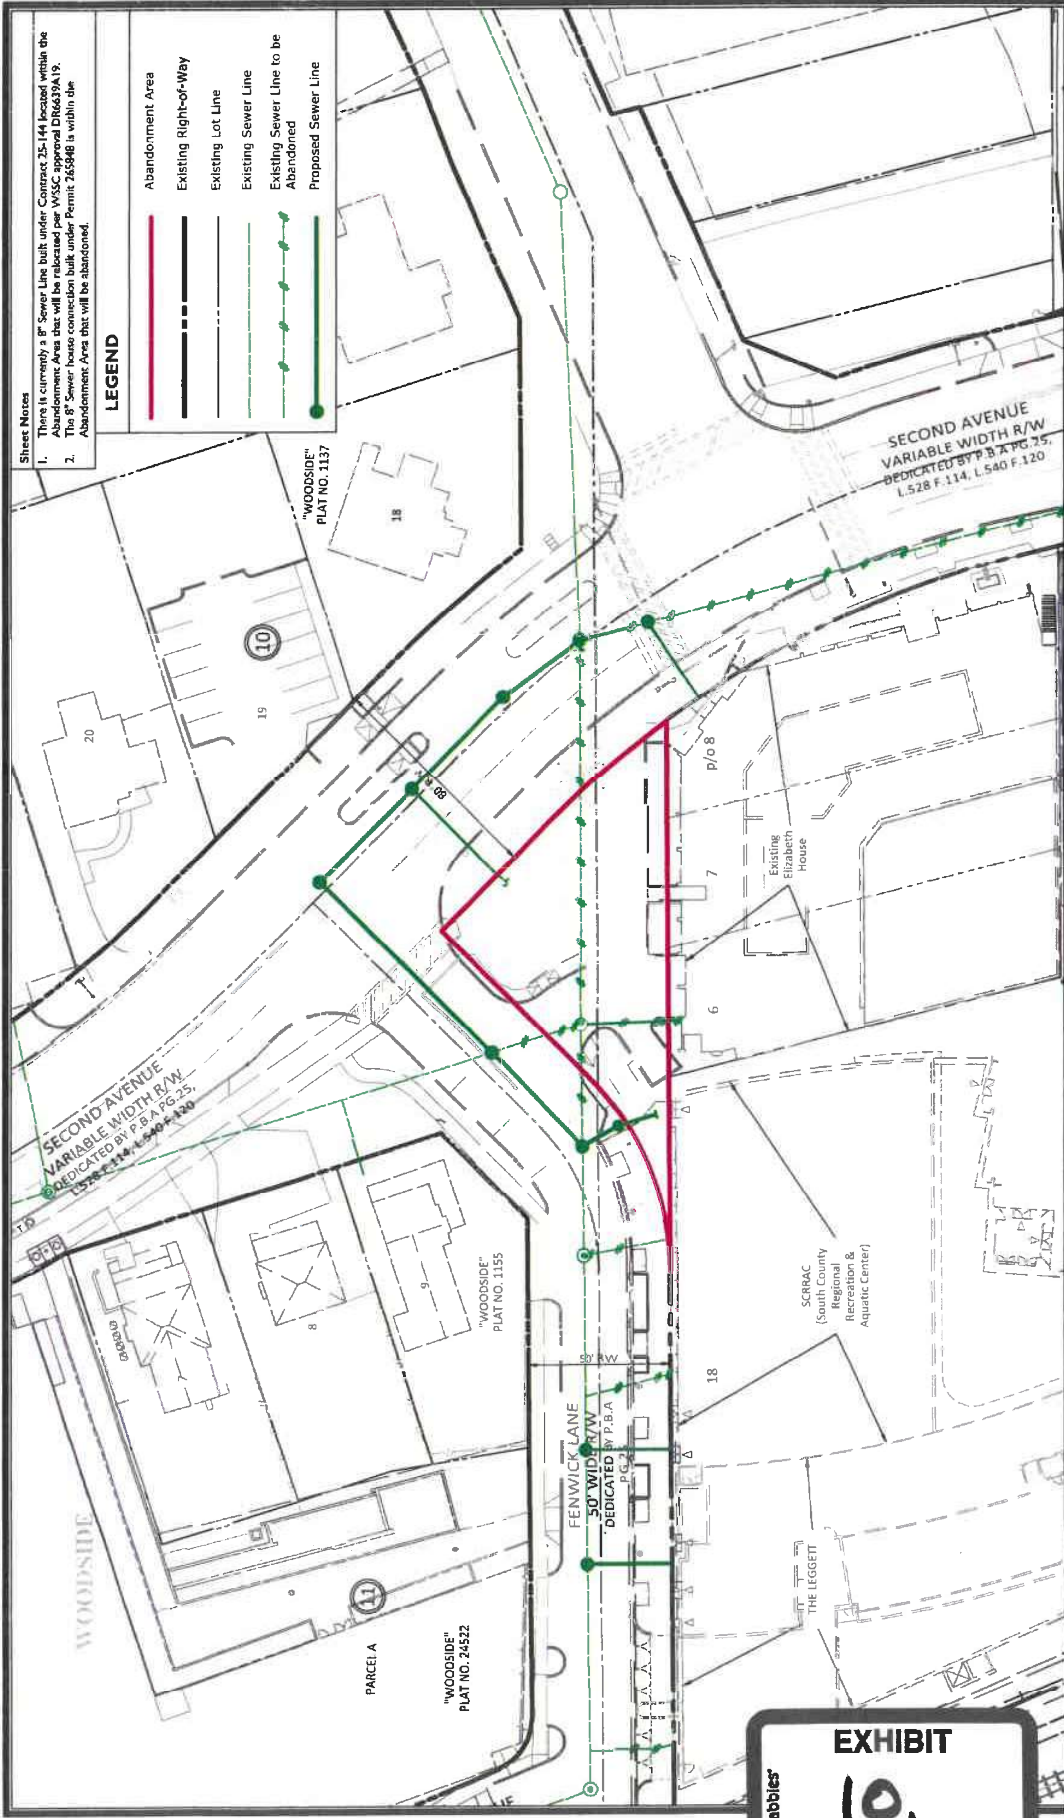 Sheet Notes
1. There is currently a 8" Sewer Line built under Contract 25-144 located within the
Abandonment Area that will be relocated per WSSC approval DR6639A19.
2. The 8" Sewer house connection built under Permit 265848 is within the
Abandonment Area that will be abandoned.
LEGEND
Abandonment Area
Existing Right-of-Way
Existing Lot Line
Existing Sewer Line
Existing Sewer Line to be
Abandoned
Proposed Sewer Line
WOODSIDE
SECOND AVENUE
VARIABLE WIDTH R/W
DEDICATED BY P.B.A PG.25,
L.528 F.114, L.540 F.120
20
19
10
"WOODSIDE"
PLAT NO. 1137
18
80'
8
9
"WOODSIDE"
PLAT NO. 1155
11
PARCEL A
"WOODSIDE"
PLAT NO. 24522
FENWICK LANE
50' WIDE R/W
DEDICATED BY P.B.A
SECOND AVENUE
VARIABLE WIDTH R/W
DEDICATED BY P.B.A PG.25,
L.528 F.114, L.540 F.120
18
6
7
p/o 8
Existing
Elizabeth
House
SCRRAC
(South County
Regional
Recreation &
Aquatic Center)
THE LEGGETT
EXHIBIT